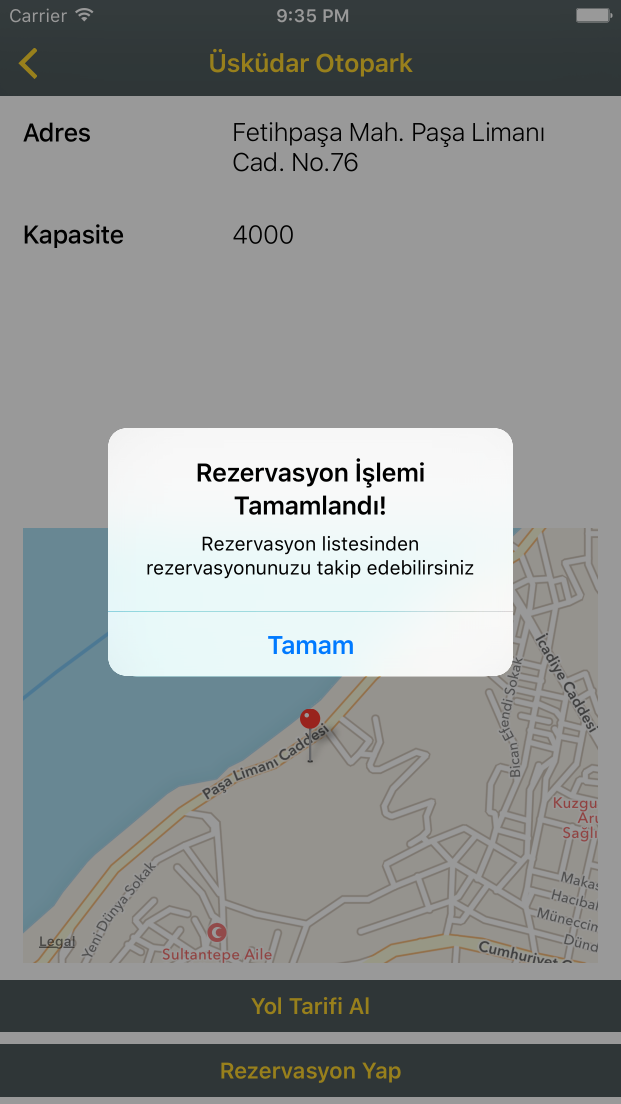 Carrier 9:35 PM
Üsküdar Otopark
Adres
Fetihpaşa Mah. Paşa Limanı
Cad. No.76
Kapasite
4000
Rezervasyon İşlemi
Tamamlandı!
Rezervasyon listesinden
rezervasyonunuzu takip edebilirsiniz
Tamam
İcadiye Caddesi
Bican Efendi Sokak
Paşa Limanı Caddesi
Kuzgu
Aru
Sağlı
Yeni Dünya Sokak
Makas
Hacıbal
Müneccim
Dünd
Legal
Sultantepe Aile
Cumhuriyet C
Yol Tarifi Al
Rezervasyon Yap